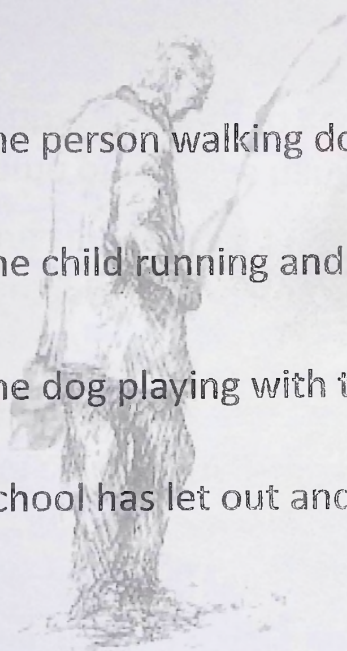 he person walking do
he child running and
he dog playing with t
chool has let out and